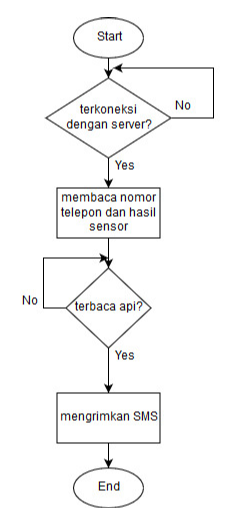 Start
terkoneksi
dengan server?
No
Yes
membaca nomor
telepon dan hasil
sensor
No
terbaca api?
Yes
mengrimkan SMS
End